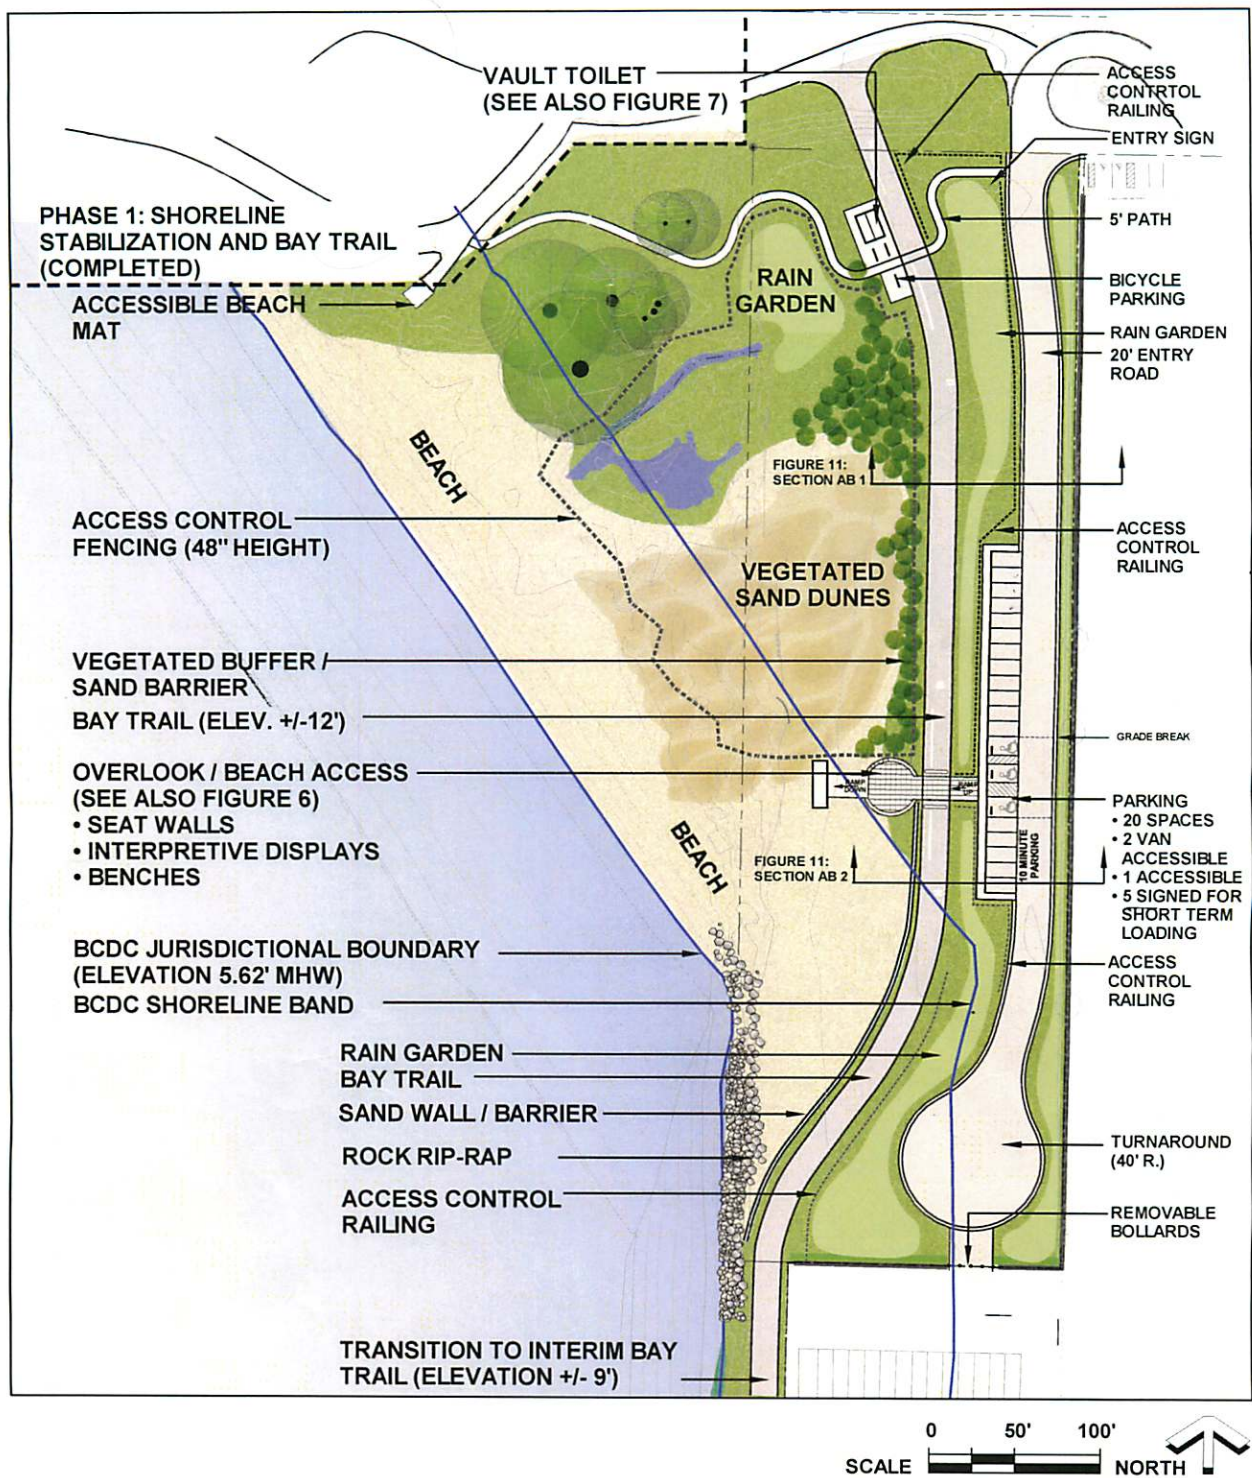 VAULT TOILET
(SEE ALSO FIGURE 7)
ACCESS
CONTRTOL
RAILING
ENTRY SIGN
PHASE 1: SHORELINE
STABILIZATION AND BAY TRAIL
(COMPLETED)
5' PATH
ACCESSIBLE BEACH
MAT
RAIN
GARDEN
BICYCLE
PARKING
RAIN GARDEN
20' ENTRY
ROAD
BEACH
FIGURE 11:
SECTION AB 1
ACCESS CONTROL
FENCING (48" HEIGHT)
ACCESS
CONTROL
RAILING
VEGETATED
SAND DUNES
VEGETATED BUFFER /
SAND BARRIER
BAY TRAIL (ELEV. +/-12')
GRADE BREAK
OVERLOOK / BEACH ACCESS
(SEE ALSO FIGURE 6)
• SEAT WALLS
• INTERPRETIVE DISPLAYS
• BENCHES
RAMP
DOWN
RAMP
UP
PARKING
• 20 SPACES
• 2 VAN
ACCESSIBLE
• 1 ACCESSIBLE
• 5 SIGNED FOR
SHORT TERM
LOADING
10 MINUTE
PARKING
BEACH
FIGURE 11:
SECTION AB 2
BCDC JURISDICTIONAL BOUNDARY
(ELEVATION 5.62' MHW)
BCDC SHORELINE BAND
ACCESS
CONTROL
RAILING
RAIN GARDEN
BAY TRAIL
SAND WALL / BARRIER
ROCK RIP-RAP
ACCESS CONTROL
RAILING
TURNAROUND
(40' R.)
REMOVABLE
BOLLARDS
TRANSITION TO INTERIM BAY
TRAIL (ELEVATION +/- 9')
0 50' 100'
SCALE
NORTH